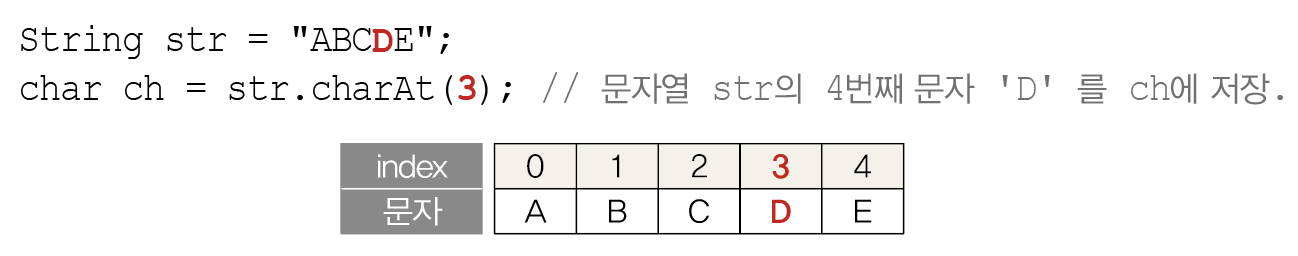 String str = "ABCDE";
char ch = str.charAt(3); // 문자열 str의 4번째 문자 'D' 를 ch에 저장.
index 0 1 2 3 4
문자 A B C D E